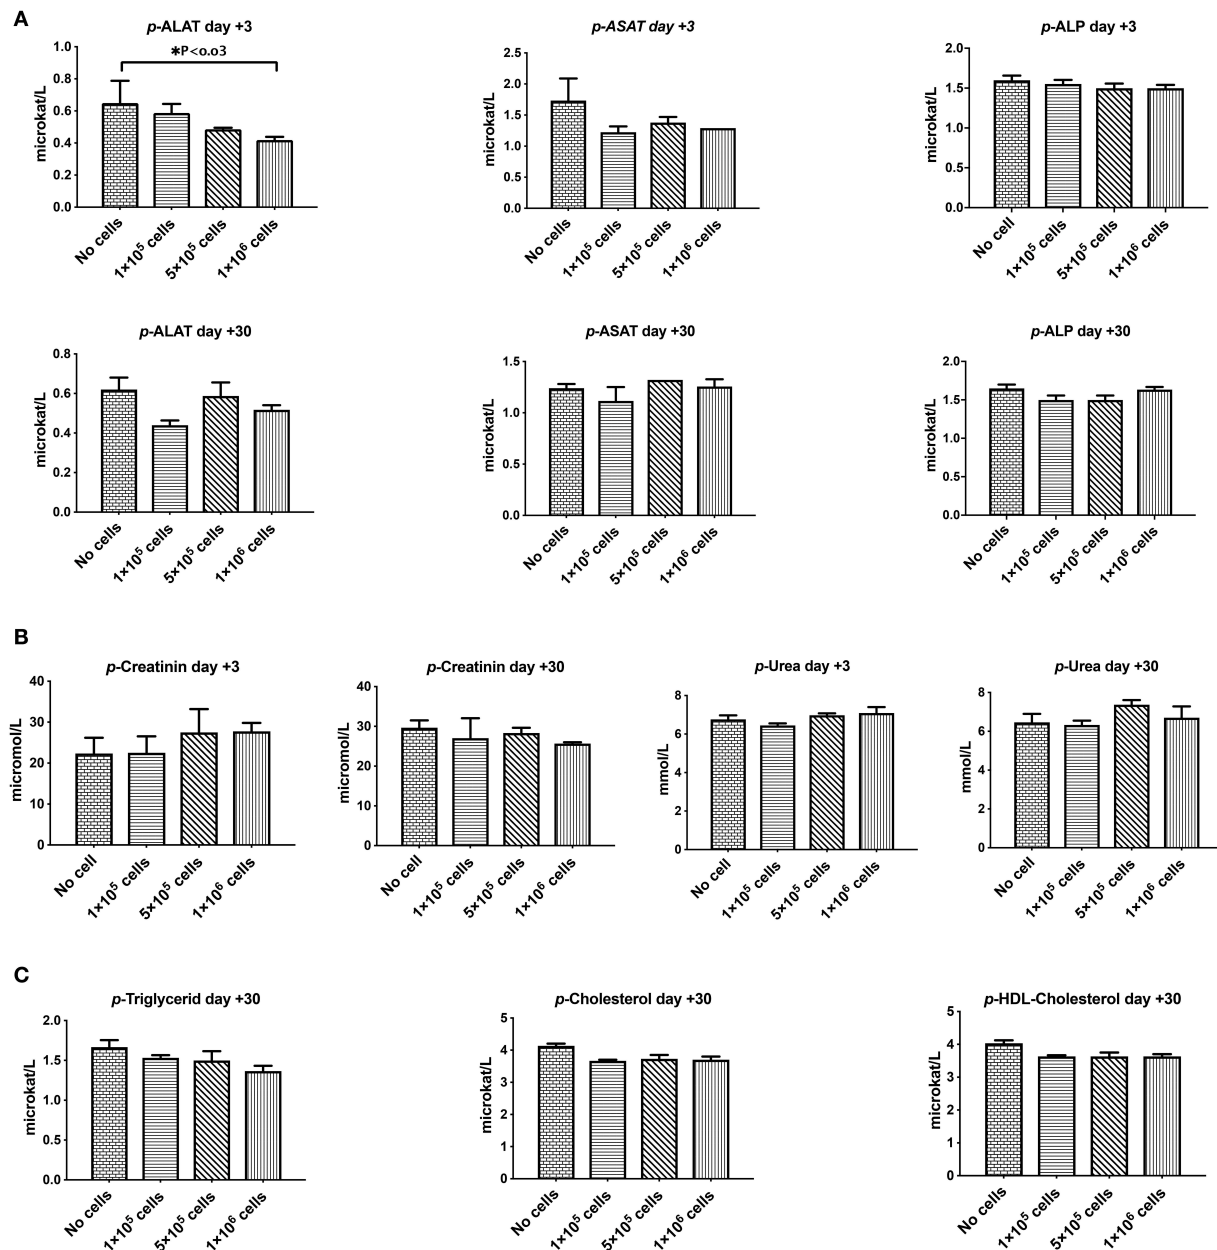 A
p-ALAT day +3
microkat/L
1.0
0.8
0.6
0.4
0.2
0.0
*P<0.03
No cells
1×10⁵ cells
5×10⁵ cells
1×10⁶ cells
p-ASAT day +3
microkat/L
2.5
2.0
1.5
1.0
0.5
0.0
No cells
1×10⁵ cells
5×10⁵ cells
1×10⁶ cells
p-ALP day +3
microkat/L
2.0
1.5
1.0
0.5
0.0
No cell
1×10⁵ cells
5×10⁵ cells
1×10⁶ cells
p-ALAT day +30
microkat/L
0.8
0.6
0.4
0.2
0.0
No cells
1×10⁵ cells
5×10⁵ cells
1×10⁶ cells
p-ASAT day +30
microkat/L
1.5
1.0
0.5
0.0
No cells
1×10⁵ cells
5×10⁵ cells
1×10⁶ cells
p-ALP day +30
microkat/L
2.0
1.5
1.0
0.5
0.0
No cell
1×10⁵ cells
5×10⁵ cells
1×10⁶ cells
B
p-Creatinin day +3
micromol/L
40
30
20
10
0
No cell
1×10⁵ cells
5×10⁵ cells
1×10⁶ cells
p-Creatinin day +30
micromol/L
40
30
20
10
0
No cell
1×10⁵ cells
5×10⁵ cells
1×10⁶ cells
p-Urea day +3
mmol/L
8
6
4
2
0
No cell
1×10⁵ cells
5×10⁵ cells
1×10⁶ cells
p-Urea day +30
mmol/L
8
6
4
2
0
No cell
1×10⁵ cells
5×10⁵ cells
1×10⁶ cells
C
p-Triglycerid day +30
microkat/L
2.0
1.5
1.0
0.5
0.0
No cells
1×10⁵ cells
5×10⁵ cells
1×10⁶ cells
p-Cholesterol day +30
microkat/L
5
4
3
2
1
0
No cells
1×10⁵ cells
5×10⁵ cells
1×10⁶ cells
p-HDL-Cholesterol day +30
microkat/L
5
4
3
2
1
0
No cells
1×10⁵ cells
5×10⁵ cells
1×10⁶ cells